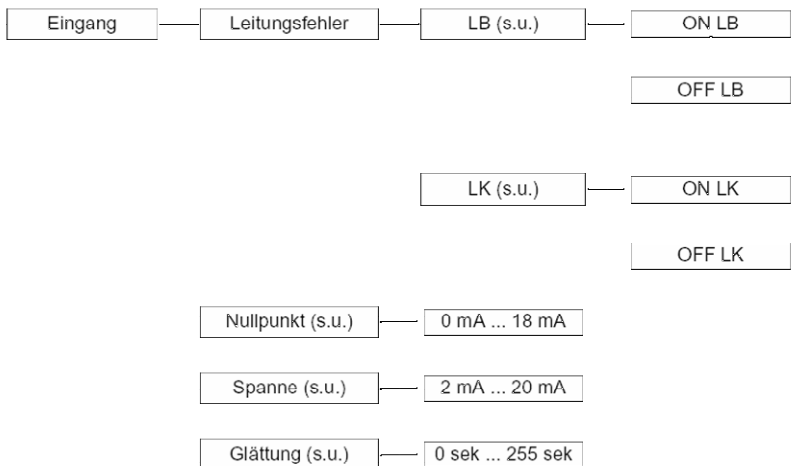 Eingang
Leitungsfehler
LB (s.u.)
ON LB
OFF LB
LK (s.u.)
ON LK
OFF LK
Nullpunkt (s.u.)
0 mA ... 18 mA
Spanne (s.u.)
2 mA ... 20 mA
Glättung (s.u.)
0 sek ... 255 sek